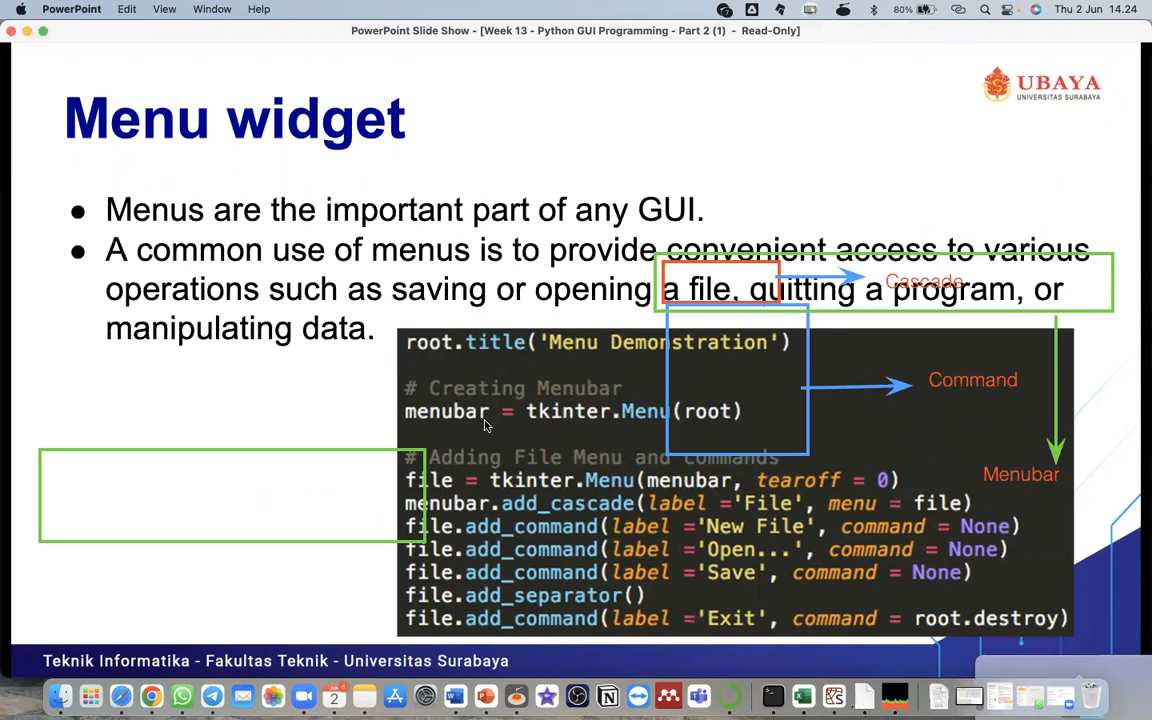 PowerPoint File Edit View Window Help 80% Thu 2 Jun 14.24
PowerPoint Slide Show - [Week 13 - Python GUI Programming - Part 2 (1) - Read-Only]
UBAYA
UNIVERSITAS SURABAYA
Menu widget
● Menus are the important part of any GUI.
● A common use of menus is to provide convenient access to various
operations such as saving or opening a file, quitting a program, or
manipulating data.
Cascade
Command
Menubar
root.title('Menu Demonstration')
# Creating Menubar
menubar = tkinter.Menu(root)
# Adding File Menu and commands
file = tkinter.Menu(menubar, tearoff = 0)
menubar.add_cascade(label ='File', menu = file)
file.add_command(label ='New File', command = None)
file.add_command(label ='Open...', command = None)
file.add_command(label ='Save', command = None)
file.add_separator()
file.add_command(label ='Exit', command = root.destroy)
Teknik Informatika - Fakultas Teknik - Universitas Surabaya